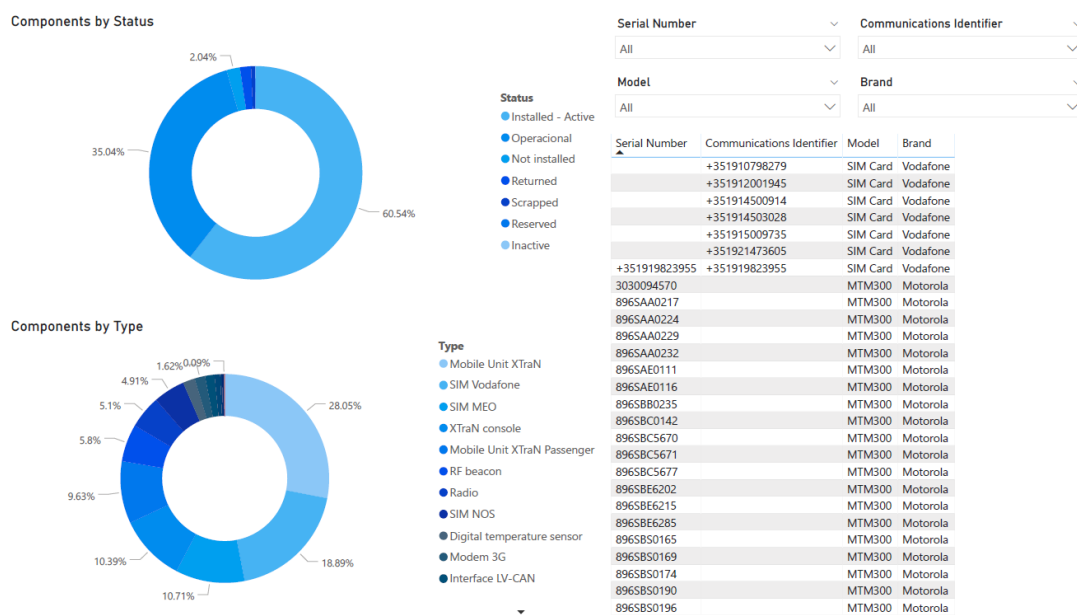 Components by Status
2.04%
35.04%
60.54%
Status
Installed - Active
Operacional
Not installed
Returned
Scrapped
Reserved
Inactive
Components by Type
0.09%
1.62%
4.91%
5.1%
5.8%
9.63%
10.39%
10.71%
18.89%
28.05%
Type
Mobile Unit XTraN
SIM Vodafone
SIM MEO
XTraN console
Mobile Unit XTraN Passenger
RF beacon
Radio
SIM NOS
Digital temperature sensor
Modem 3G
Interface LV-CAN
Serial Number
All
Communications Identifier
All
Model
All
Brand
All
Serial Number Communications Identifier Model Brand
+351910798279 SIM Card Vodafone
+351912001945 SIM Card Vodafone
+351914500914 SIM Card Vodafone
+351914503028 SIM Card Vodafone
+351915009735 SIM Card Vodafone
+351921473605 SIM Card Vodafone
+351919823955 +351919823955 SIM Card Vodafone
3030094570 MTM300 Motorola
896SAA0217 MTM300 Motorola
896SAA0224 MTM300 Motorola
896SAA0229 MTM300 Motorola
896SAA0232 MTM300 Motorola
896SAE0111 MTM300 Motorola
896SAE0116 MTM300 Motorola
896SBB0235 MTM300 Motorola
896SBC0142 MTM300 Motorola
896SBC5670 MTM300 Motorola
896SBC5671 MTM300 Motorola
896SBC5677 MTM300 Motorola
896SBE6202 MTM300 Motorola
896SBE6215 MTM300 Motorola
896SBE6285 MTM300 Motorola
896SBS0165 MTM300 Motorola
896SBS0169 MTM300 Motorola
896SBS0174 MTM300 Motorola
896SBS0190 MTM300 Motorola
896SBS0196 MTM300 Motorola